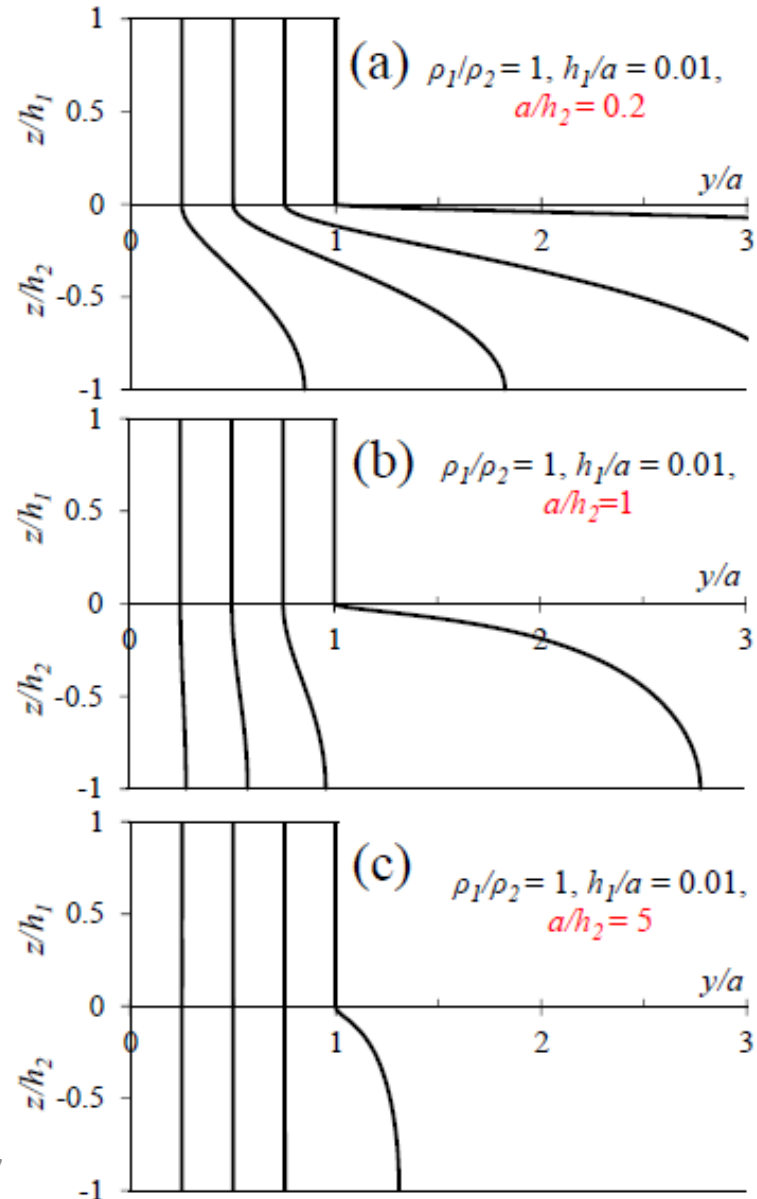 1
(a) ρ₁/ρ₂ = 1, h₁/a = 0.01,
a/h₂ = 0.2
z/h₁
0.5
y/a
0
0 1 2 3
z/h₂
-0.5
-1
1
(b) ρ₁/ρ₂ = 1, h₁/a = 0.01,
a/h₂=1
z/h₁
0.5
y/a
0
0 1 2 3
z/h₂
-0.5
-1
1
(c) ρ₁/ρ₂ = 1, h₁/a = 0.01,
a/h₂ = 5
z/h₁
0.5
y/a
0
0 1 2 3
z/h₂
-0.5
-1